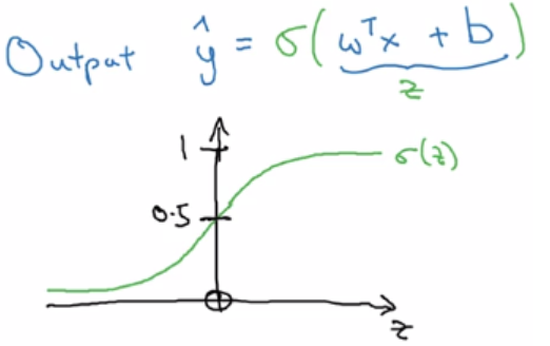 Output ŷ = σ(wᵀx + b)
z
1
σ(z)
0.5
0
z